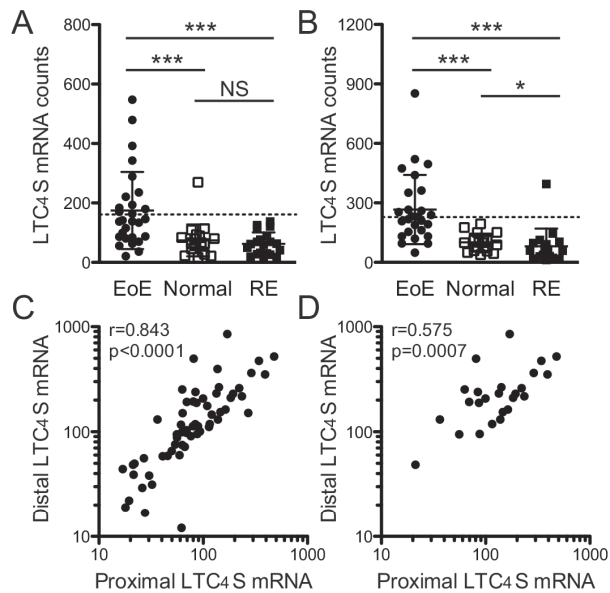 A
LTC4 S mRNA counts
800
600
400
200
0
***
***
NS
EoE Normal RE
B
LTC4 S mRNA counts
1200
900
600
300
0
***
***
*
EoE Normal RE
C
Distal LTC4 S mRNA
1000
100
10
r=0.843
p<0.0001
10 100 1000
Proximal LTC4 S mRNA
D
Distal LTC4 S mRNA
1000
100
10
r=0.575
p=0.0007
10 100 1000
Proximal LTC4 S mRNA